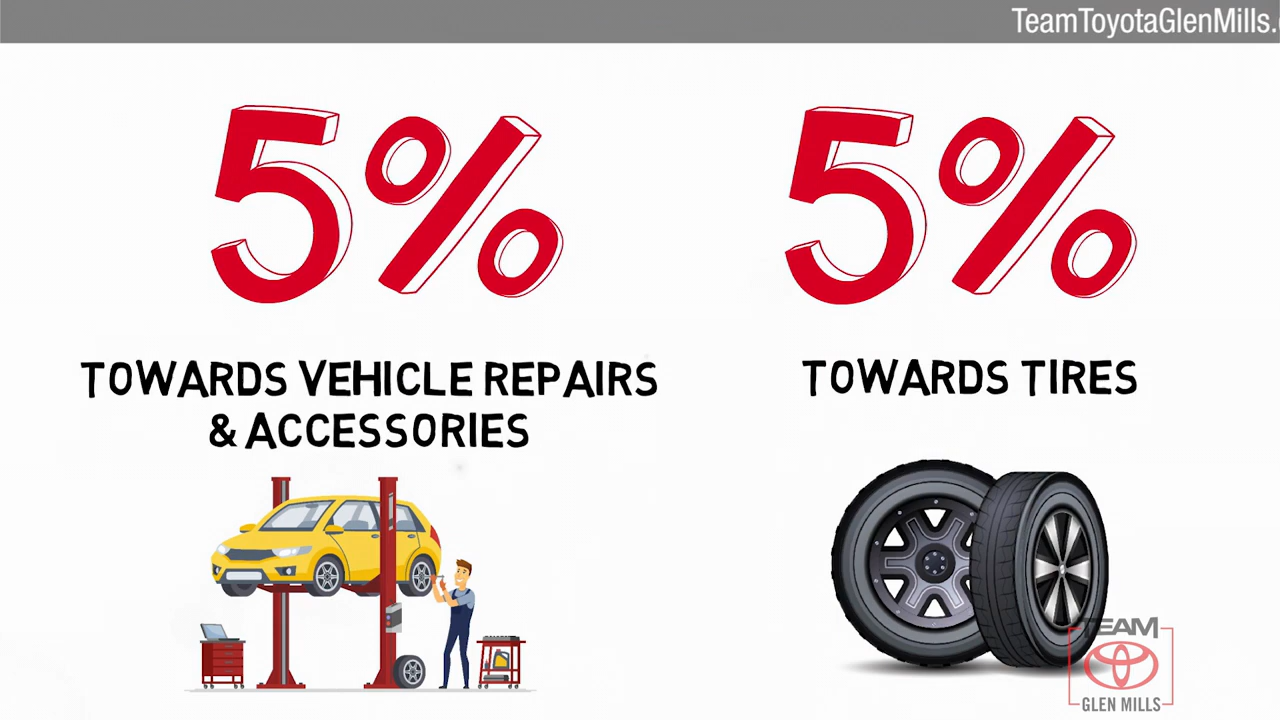 TeamToyotaGlenMills.
5%
TOWARDS VEHICLE REPAIRS
& ACCESSORIES
5%
TOWARDS TIRES
TEAM
GLEN MILLS